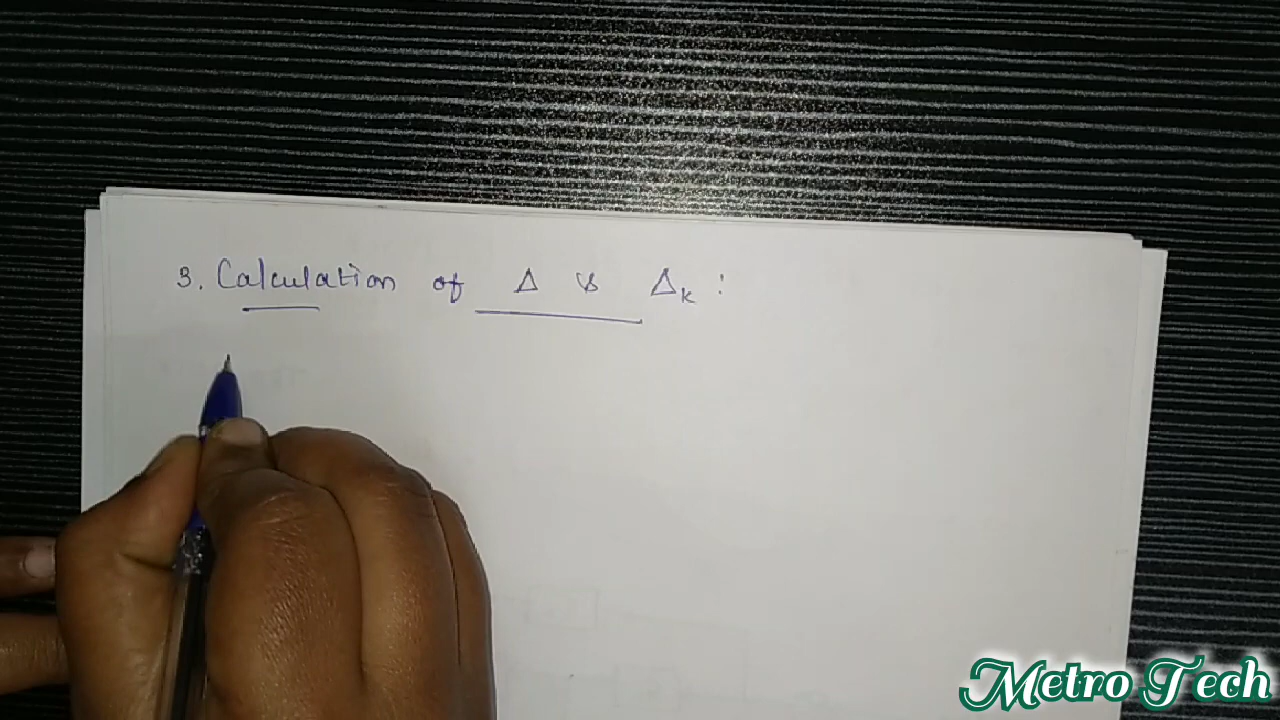 3. Calculation of Δ & Δk :
Metro Tech